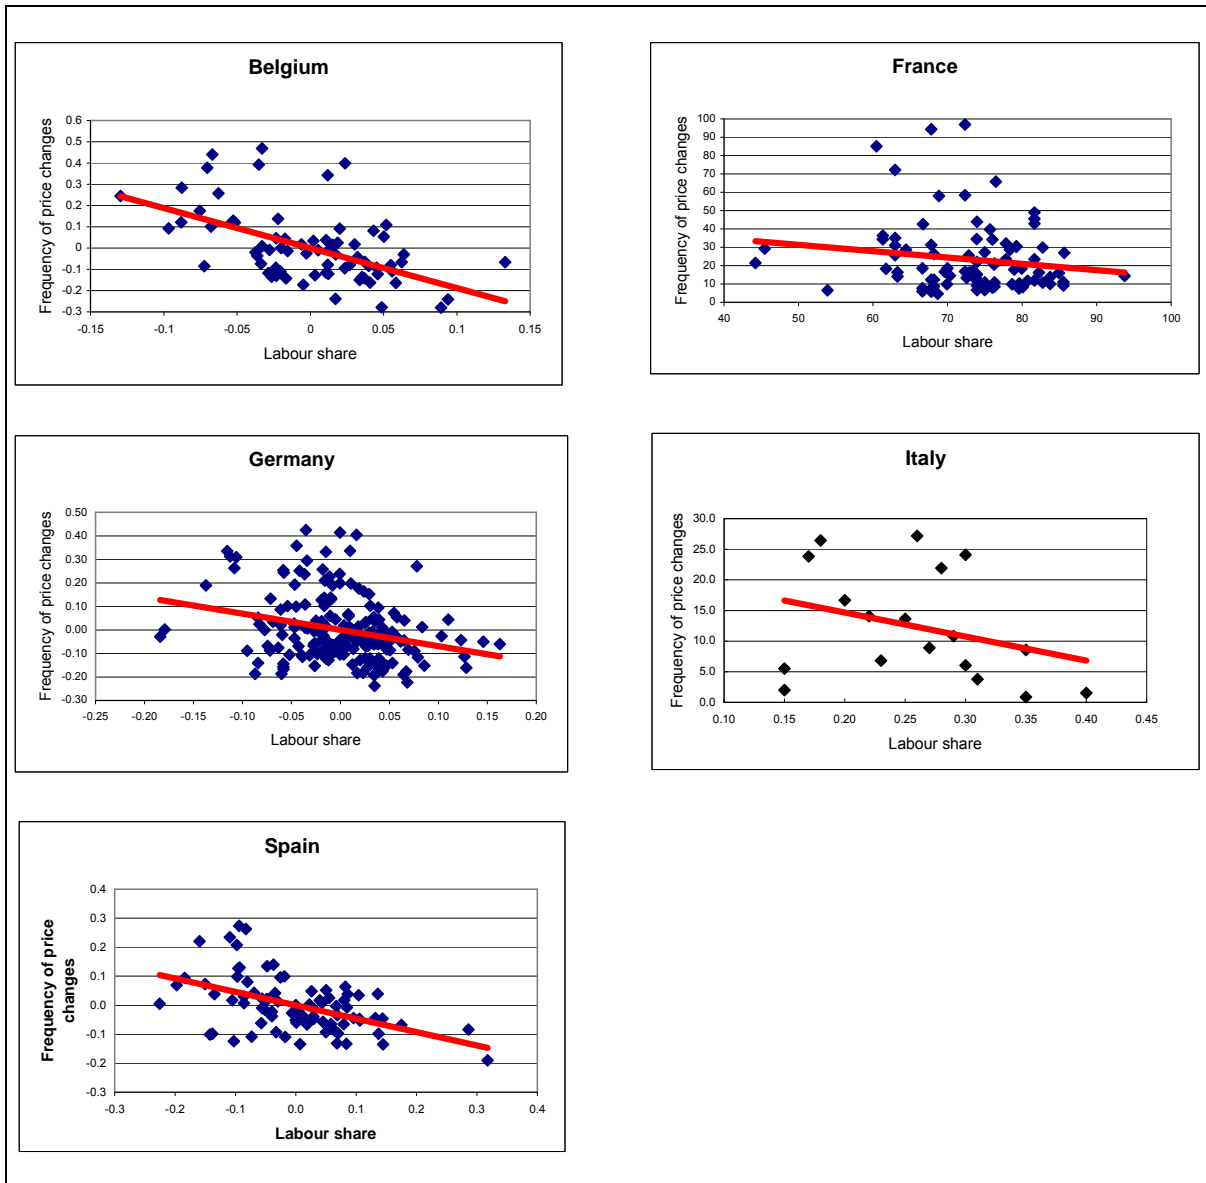 Belgium
Frequency of price changes
0.6
0.5
0.4
0.3
0.2
0.1
0
-0.1
-0.2
-0.3
-0.15 -0.1 -0.05 0 0.05 0.1 0.15
Labour share
France
Frequency of price changes
100
90
80
70
60
50
40
30
20
10
0
40 50 60 70 80 90 100
Labour share
Germany
Frequency of price changes
0.50
0.40
0.30
0.20
0.10
0.00
-0.10
-0.20
-0.30
-0.25 -0.20 -0.15 -0.10 -0.05 0.00 0.05 0.10 0.15 0.20
Labour share
Italy
Frequency of price changes
30.0
25.0
20.0
15.0
10.0
5.0
0.0
0.10 0.15 0.20 0.25 0.30 0.35 0.40 0.45
Labour share
Spain
Frequency of price
changes
0.4
0.3
0.2
0.1
0.0
-0.1
-0.2
-0.3
-0.3 -0.2 -0.1 0.0 0.1 0.2 0.3 0.4
Labour share